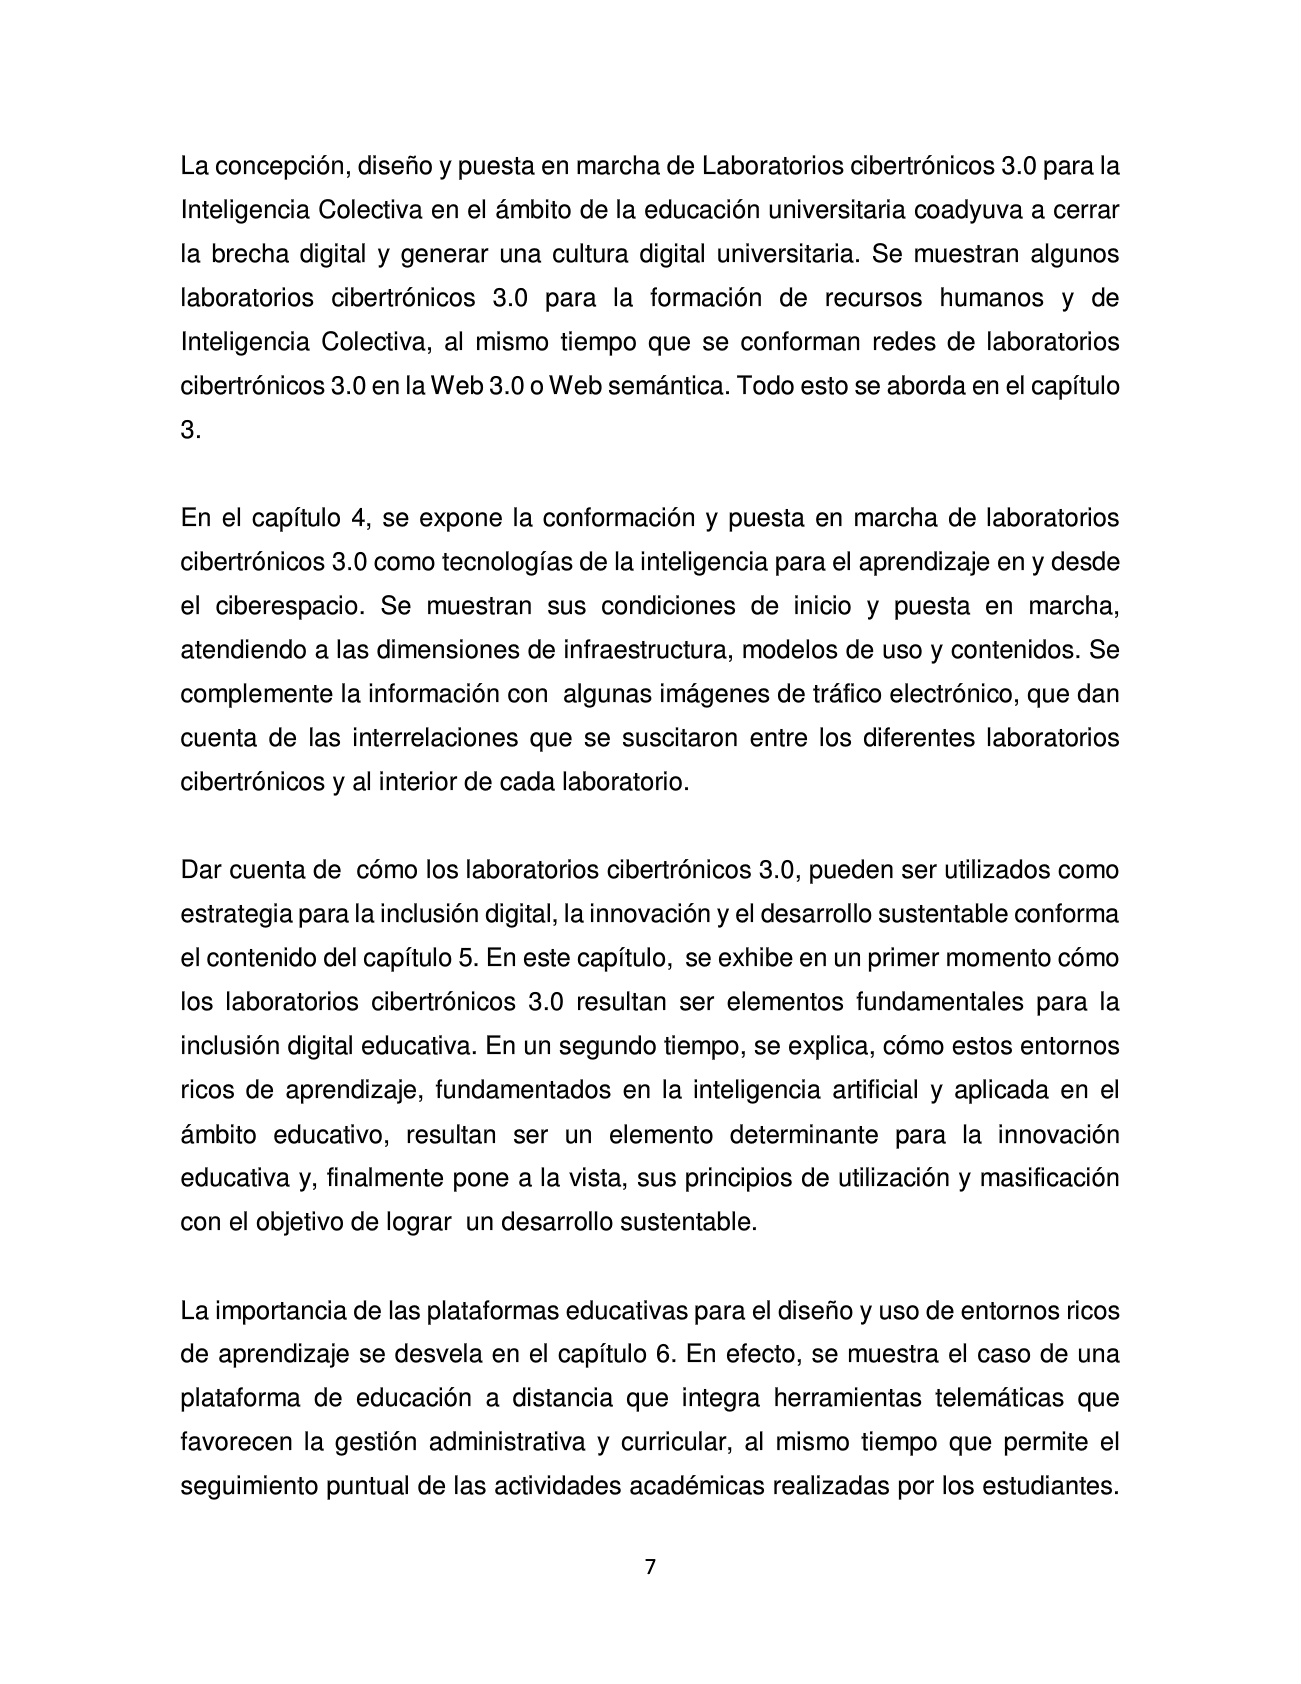 La concepción, diseño y puesta en marcha de Laboratorios cibertrónicos 3.0 para la
Inteligencia Colectiva en el ámbito de la educación universitaria coadyuva a cerrar
la brecha digital y generar una cultura digital universitaria. Se muestran algunos
laboratorios cibertrónicos 3.0 para la formación de recursos humanos y de
Inteligencia Colectiva, al mismo tiempo que se conforman redes de laboratorios
cibertrónicos 3.0 en la Web 3.0 o Web semántica. Todo esto se aborda en el capítulo
3.
En el capítulo 4, se expone la conformación y puesta en marcha de laboratorios
cibertrónicos 3.0 como tecnologías de la inteligencia para el aprendizaje en y desde
el ciberespacio. Se muestran sus condiciones de inicio y puesta en marcha,
atendiendo a las dimensiones de infraestructura, modelos de uso y contenidos. Se
complemente la información con  algunas imágenes de tráfico electrónico, que dan
cuenta de las interrelaciones que se suscitaron entre los diferentes laboratorios
cibertrónicos y al interior de cada laboratorio.
Dar cuenta de  cómo los laboratorios cibertrónicos 3.0, pueden ser utilizados como
estrategia para la inclusión digital, la innovación y el desarrollo sustentable conforma
el contenido del capítulo 5. En este capítulo,  se exhibe en un primer momento cómo
los laboratorios cibertrónicos 3.0 resultan ser elementos fundamentales para la
inclusión digital educativa. En un segundo tiempo, se explica, cómo estos entornos
ricos de aprendizaje, fundamentados en la inteligencia artificial y aplicada en el
ámbito educativo, resultan ser un elemento determinante para la innovación
educativa y, finalmente pone a la vista, sus principios de utilización y masificación
con el objetivo de lograr  un desarrollo sustentable.
La importancia de las plataformas educativas para el diseño y uso de entornos ricos
de aprendizaje se desvela en el capítulo 6. En efecto, se muestra el caso de una
plataforma de educación a distancia que integra herramientas telemáticas que
favorecen la gestión administrativa y curricular, al mismo tiempo que permite el
seguimiento puntual de las actividades académicas realizadas por los estudiantes.
7